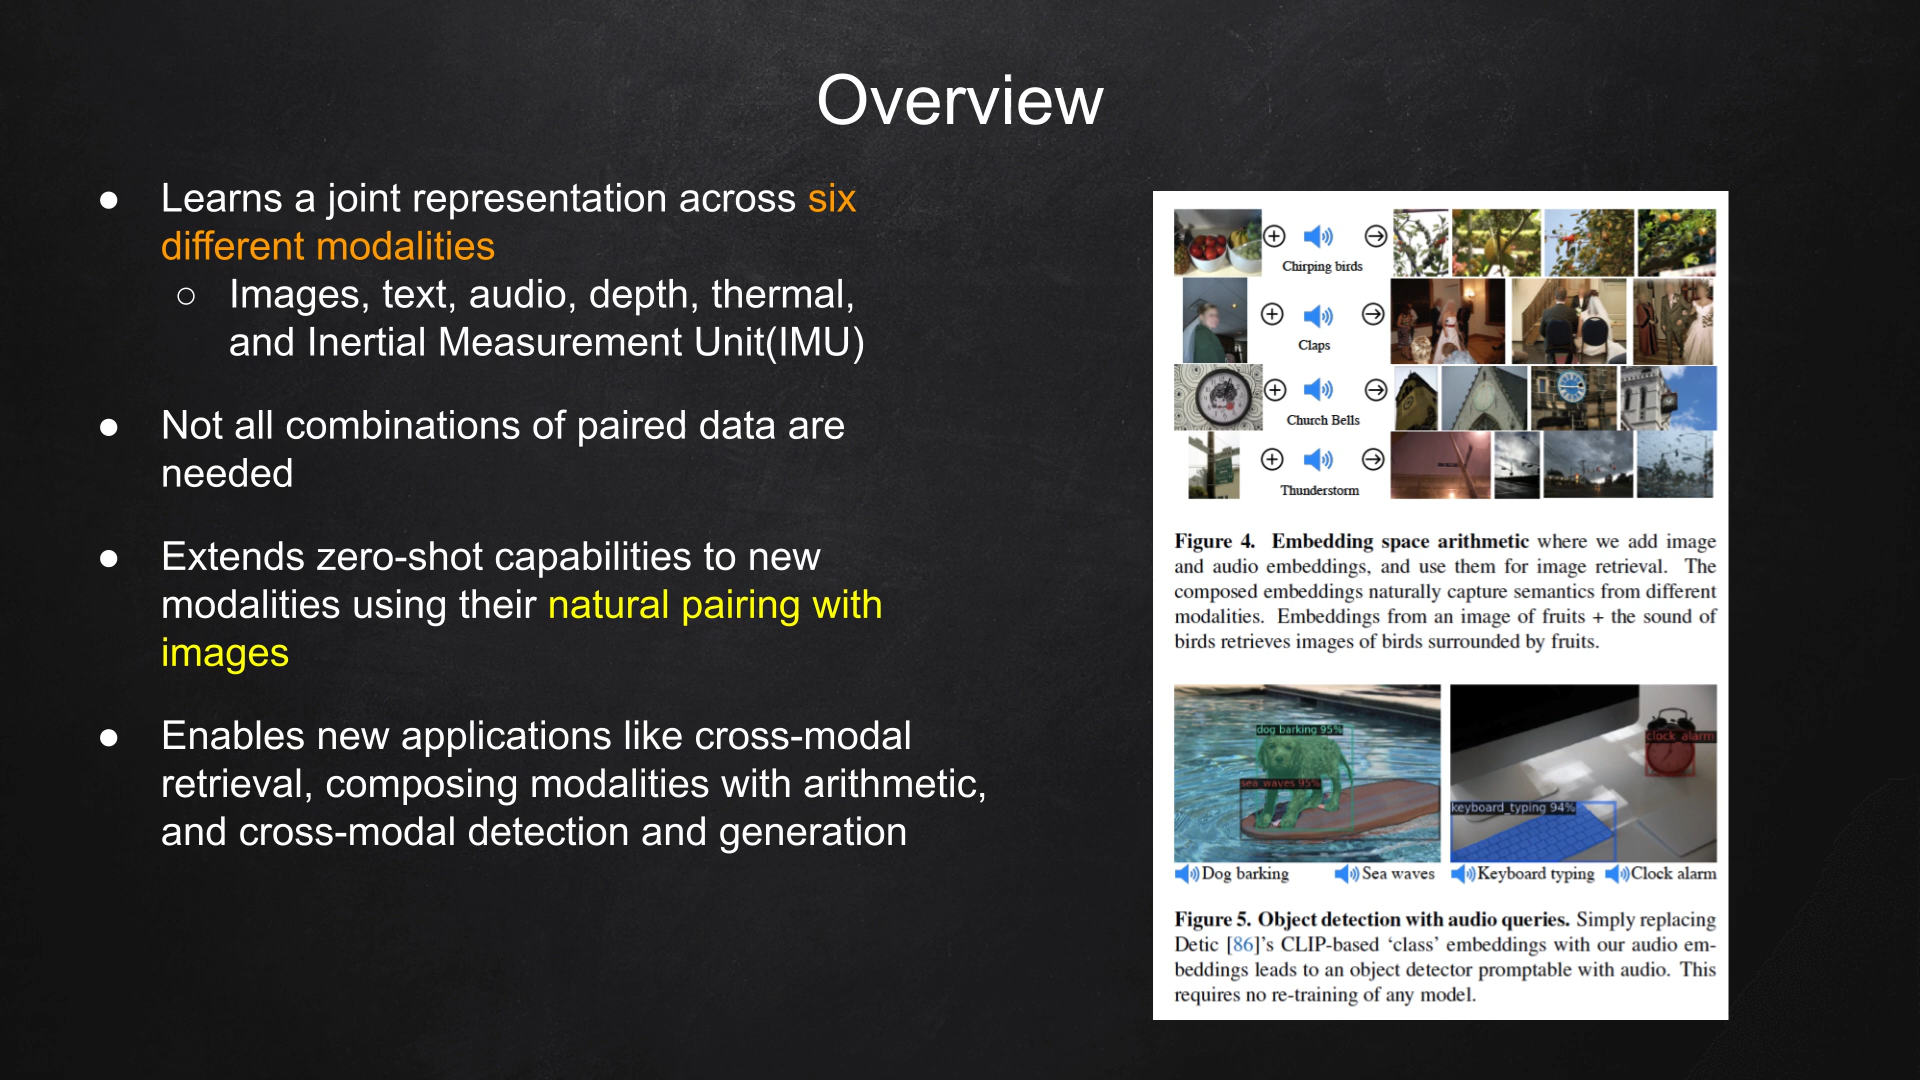 Overview
● Learns a joint representation across six
different modalities
○ Images, text, audio, depth, thermal,
and Inertial Measurement Unit(IMU)
● Not all combinations of paired data are
needed
● Extends zero-shot capabilities to new
modalities using their natural pairing with
images
● Enables new applications like cross-modal
retrieval, composing modalities with arithmetic,
and cross-modal detection and generation
Chirping birds
Claps
Church Bells
Thunderstorm
Figure 4. Embedding space arithmetic where we add image
and audio embeddings, and use them for image retrieval. The
composed embeddings naturally capture semantics from different
modalities. Embeddings from an image of fruits + the sound of
birds retrieves images of birds surrounded by fruits.
dog barking 95%
sea_waves 95%
clock_alarm
keyboard_typing 94%
Dog barking Sea waves Keyboard typing Clock alarm
Figure 5. Object detection with audio queries. Simply replacing
Detic [86]'s CLIP-based ‘class’ embeddings with our audio em-
beddings leads to an object detector promptable with audio. This
requires no re-training of any model.